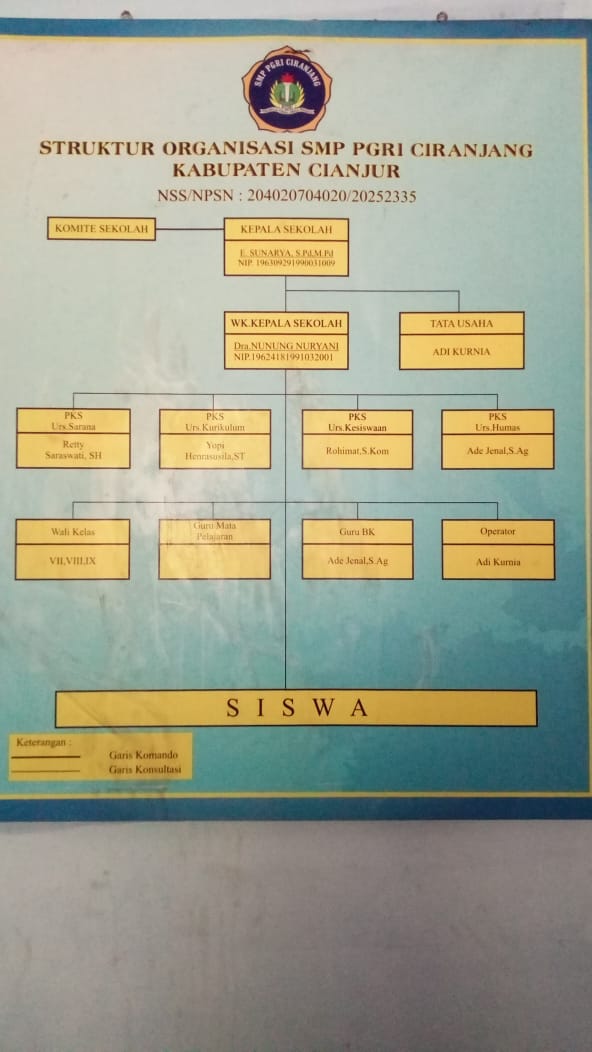 SMP PGRI CIRANJANG
STRUKTUR ORGANISASI SMP PGRI CIRANJANG
KABUPATEN CIANJUR
NSS/NPSN : 204020704020/20252335
KOMITE SEKOLAH
KEPALA SEKOLAH
E. SUNARYA, S.Pd,M.Pd
NIP. 196309291990031009
WK.KEPALA SEKOLAH
Dra.NUNUNG NURYANI
NIP.19624181991032001
TATA USAHA
ADI KURNIA
PKS
Urs.Sarana
Retty
Saraswati, SH
PKS
Urs.Kurikulum
Yopi
Henrasusila,ST
PKS
Urs.Kesiswaan
Rohimat,S.Kom
PKS
Urs.Humas
Ade Jenal,S.Ag
Wali Kelas
VII,VIII,IX
Guru Mata
Pelajaran
Guru BK
Ade Jenal,S.Ag
Operator
Adi Kurnia
S I S W A
Keterangan :
Garis Komando
Garis Konsultasi